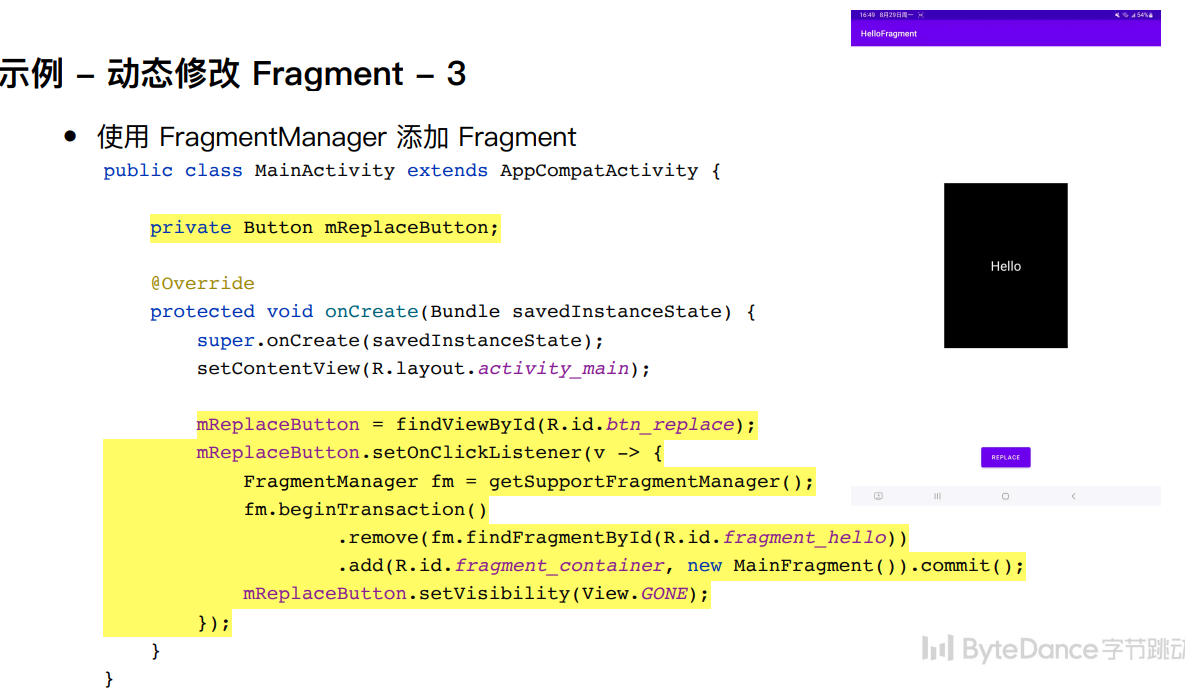 示例 – 动态修改 Fragment – 3
使用 FragmentManager 添加 Fragment
public class MainActivity extends AppCompatActivity {
private Button mReplaceButton;
@Override
protected void onCreate(Bundle savedInstanceState) {
super.onCreate(savedInstanceState);
setContentView(R.layout.activity_main);
mReplaceButton = findViewById(R.id.btn_replace);
mReplaceButton.setOnClickListener(v -> {
FragmentManager fm = getSupportFragmentManager();
fm.beginTransaction()
.remove(fm.findFragmentById(R.id.fragment_hello))
.add(R.id.fragment_container, new MainFragment()).commit();
mReplaceButton.setVisibility(View.GONE);
});
}
}
16:49 8月29日周一
54%
HelloFragment
Hello
REPLACE
ByteDance 字节跳动